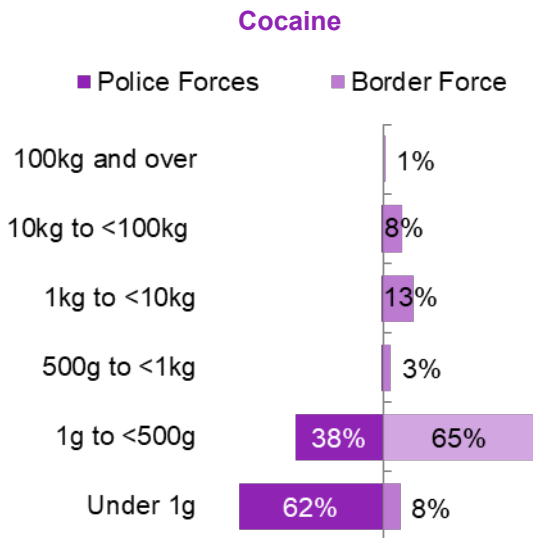 Cocaine
Police Forces Border Force
100kg and over 1%
10kg to <100kg 8%
1kg to <10kg 13%
500g to <1kg 3%
1g to <500g 38% 65%
Under 1g 62% 8%